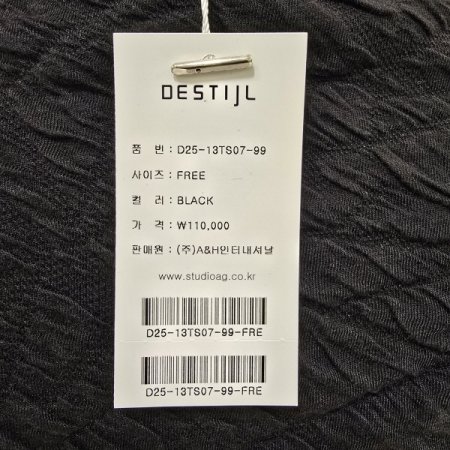 DESTIJL
품 번 : D25-13TS07-99
사이즈 : FREE
컬 러 : BLACK
가 격 : ₩110,000
판매원 : (주)A&H인터내셔날
www.studioag.co.kr
D25-13TS07-99-FRE
D25-13TS07-99-FRE